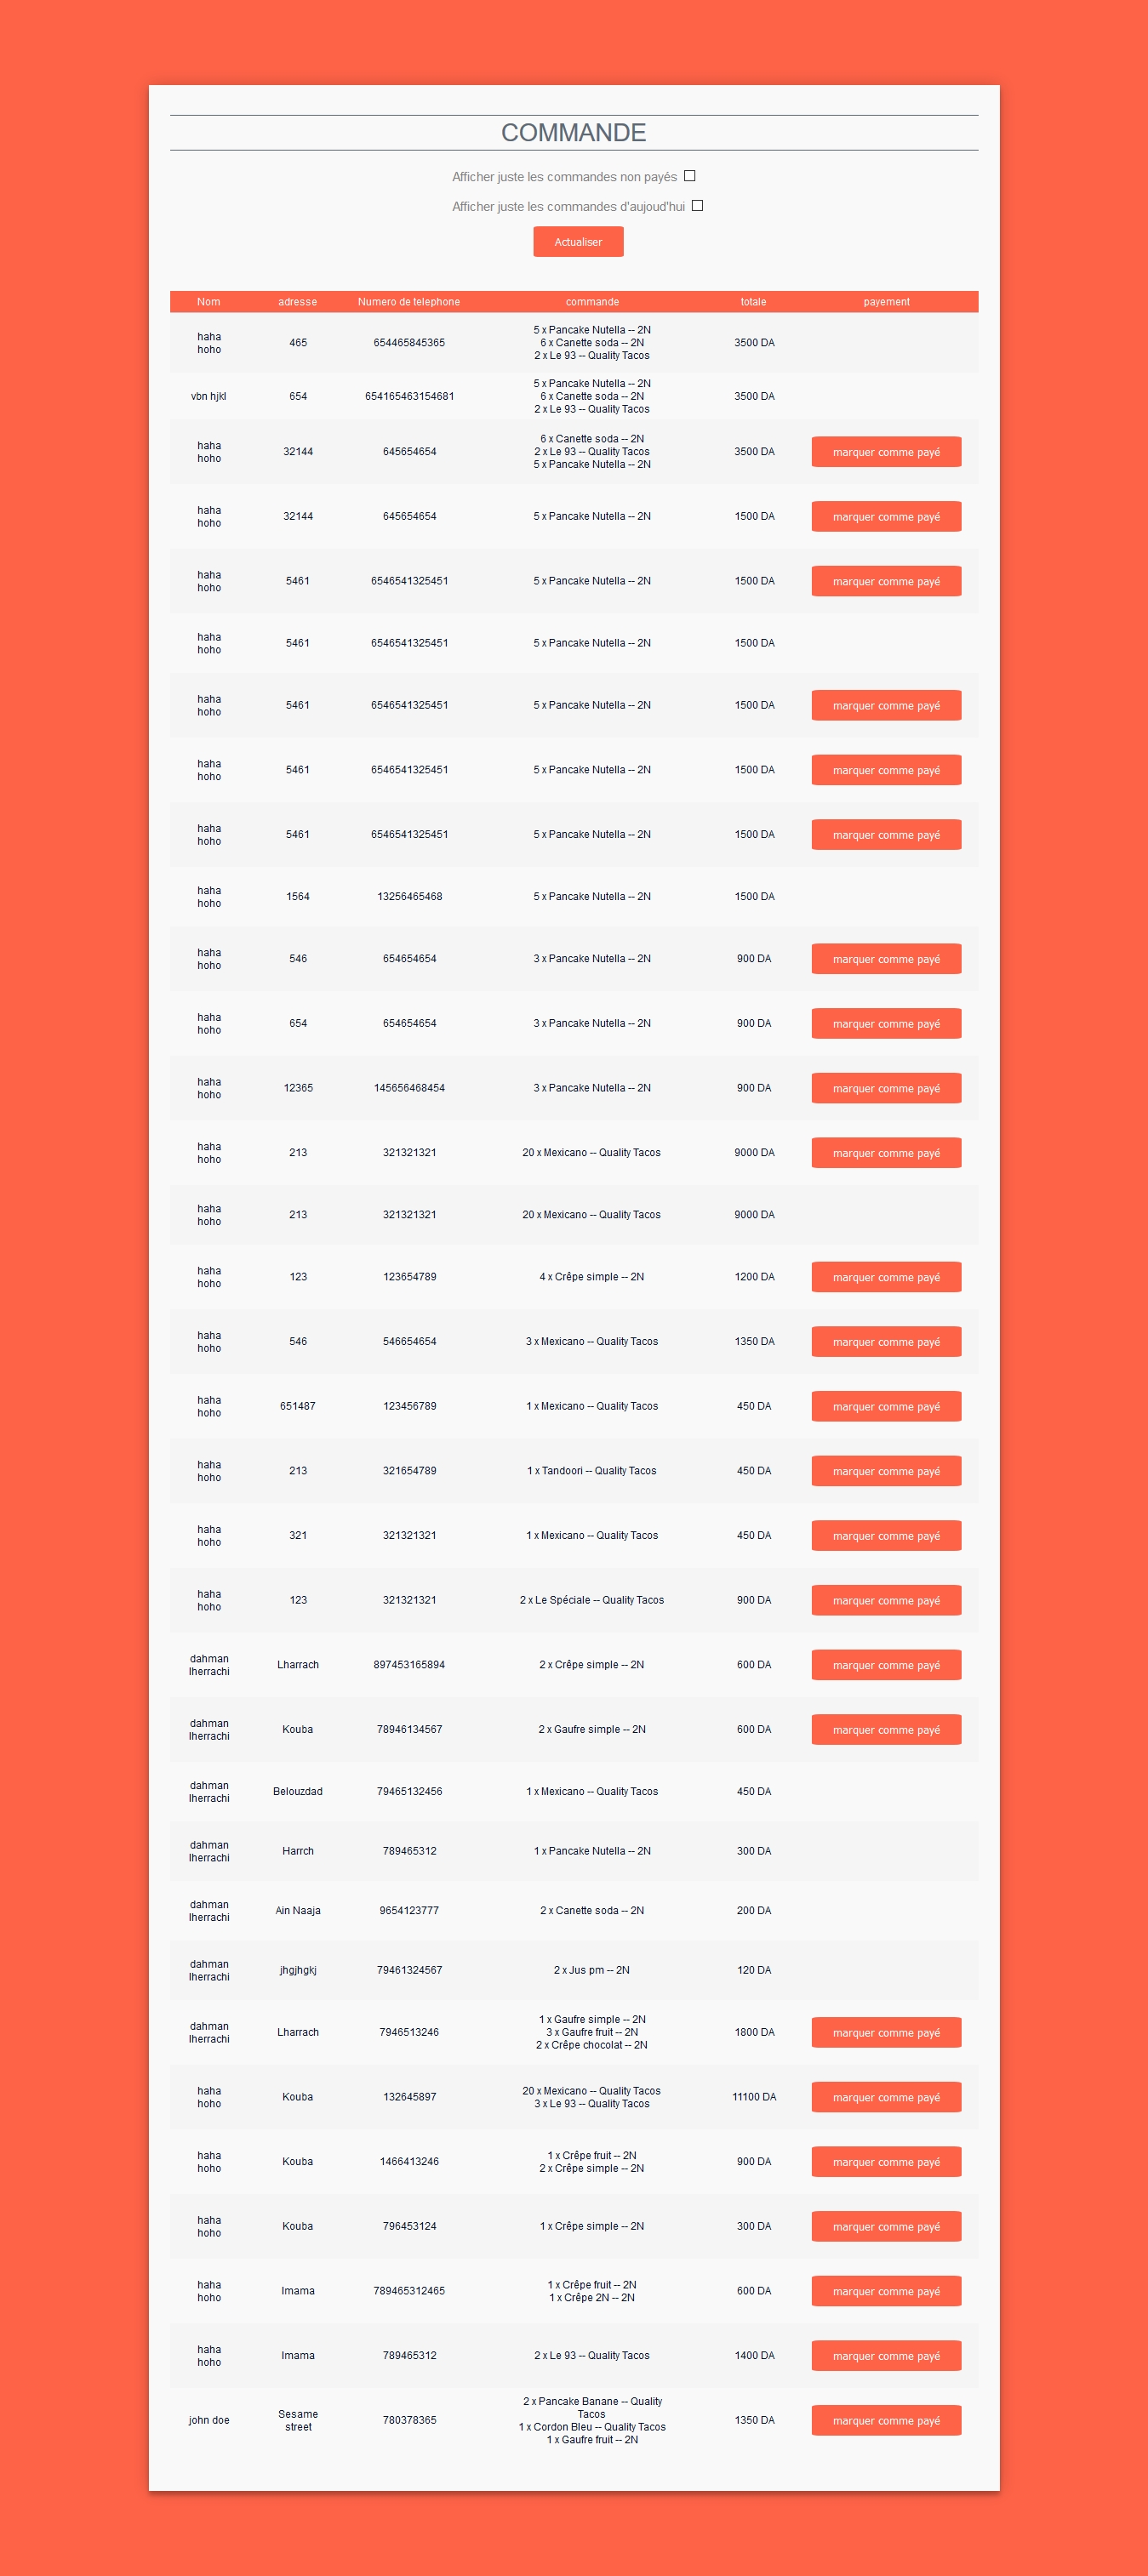 COMMANDE
Afficher juste les commandes non payés
Afficher juste les commandes d'aujoud'hui
Actualiser
Nom adresse Numero de telephone commande totale payement
haha hoho 465 654465845365 5 x Pancake Nutella -- 2N 3500 DA
6 x Canette soda -- 2N
2 x Le 93 -- Quality Tacos
vbn hjkl 654 654165463154681 5 x Pancake Nutella -- 2N 3500 DA
6 x Canette soda -- 2N
2 x Le 93 -- Quality Tacos
haha hoho 32144 645654654 6 x Canette soda -- 2N 3500 DA marquer comme payé
2 x Le 93 -- Quality Tacos
5 x Pancake Nutella -- 2N
haha hoho 32144 645654654 5 x Pancake Nutella -- 2N 1500 DA marquer comme payé
haha hoho 5461 6546541325451 5 x Pancake Nutella -- 2N 1500 DA marquer comme payé
haha hoho 5461 6546541325451 5 x Pancake Nutella -- 2N 1500 DA
haha hoho 5461 6546541325451 5 x Pancake Nutella -- 2N 1500 DA marquer comme payé
haha hoho 5461 6546541325451 5 x Pancake Nutella -- 2N 1500 DA marquer comme payé
haha hoho 5461 6546541325451 5 x Pancake Nutella -- 2N 1500 DA marquer comme payé
haha hoho 1564 13256465468 5 x Pancake Nutella -- 2N 1500 DA
haha hoho 546 654654654 3 x Pancake Nutella -- 2N 900 DA marquer comme payé
haha hoho 654 654654654 3 x Pancake Nutella -- 2N 900 DA marquer comme payé
haha hoho 12365 145656468454 3 x Pancake Nutella -- 2N 900 DA marquer comme payé
haha hoho 213 321321321 20 x Mexicano -- Quality Tacos 9000 DA marquer comme payé
haha hoho 213 321321321 20 x Mexicano -- Quality Tacos 9000 DA
haha hoho 123 123654789 4 x Crêpe simple -- 2N 1200 DA marquer comme payé
haha hoho 546 546654654 3 x Mexicano -- Quality Tacos 1350 DA marquer comme payé
haha hoho 651487 123456789 1 x Mexicano -- Quality Tacos 450 DA marquer comme payé
haha hoho 213 321654789 1 x Tandoori -- Quality Tacos 450 DA marquer comme payé
haha hoho 321 321321321 1 x Mexicano -- Quality Tacos 450 DA marquer comme payé
haha hoho 123 321321321 2 x Le Spéciale -- Quality Tacos 900 DA marquer comme payé
dahman lherrachi Lharrach 897453165894 2 x Crêpe simple -- 2N 600 DA marquer comme payé
dahman lherrachi Kouba 78946134567 2 x Gaufre simple -- 2N 600 DA marquer comme payé
dahman lherrachi Belouzdad 79465132456 1 x Mexicano -- Quality Tacos 450 DA
dahman lherrachi Harrch 789465312 1 x Pancake Nutella -- 2N 300 DA
dahman lherrachi Ain Naaja 9654123777 2 x Canette soda -- 2N 200 DA
dahman lherrachi jhgjhgkj 79461324567 2 x Jus pm -- 2N 120 DA
dahman lherrachi Lharrach 7946513246 1 x Gaufre simple -- 2N 1800 DA marquer comme payé
3 x Gaufre fruit -- 2N
2 x Crêpe chocolat -- 2N
haha hoho Kouba 132645897 20 x Mexicano -- Quality Tacos 11100 DA marquer comme payé
3 x Le 93 -- Quality Tacos
haha hoho Kouba 1466413246 1 x Crêpe fruit -- 2N 900 DA marquer comme payé
2 x Crêpe simple -- 2N
haha hoho Kouba 796453124 1 x Crêpe simple -- 2N 300 DA marquer comme payé
haha hoho Imama 789465312465 1 x Crêpe fruit -- 2N 600 DA marquer comme payé
1 x Crêpe 2N -- 2N
haha hoho Imama 789465312 2 x Le 93 -- Quality Tacos 1400 DA marquer comme payé
john doe Sesame street 780378365 2 x Pancake Banane -- Quality Tacos 1350 DA marquer comme payé
1 x Cordon Bleu -- Quality Tacos
1 x Gaufre fruit -- 2N